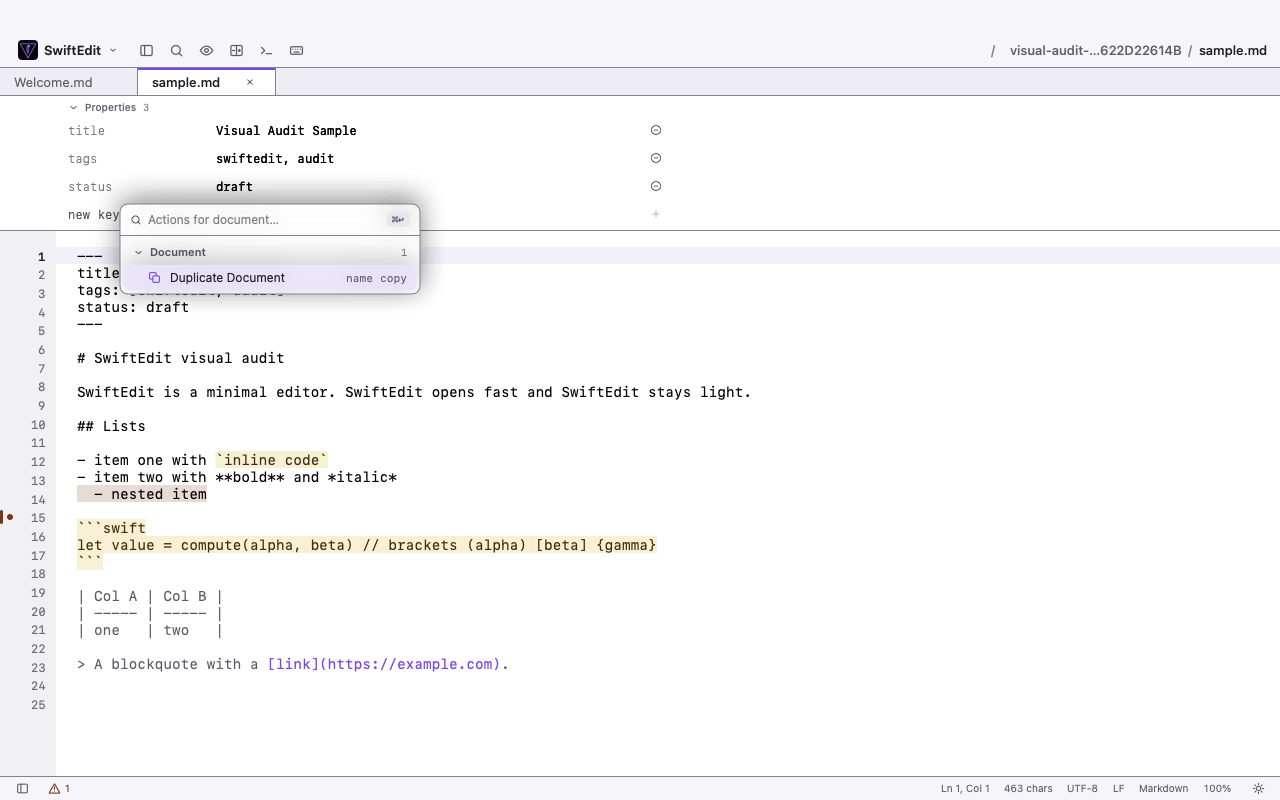 SwiftEdit
/ visual-audit-...622D22614B / sample.md
Welcome.md
sample.md ×
Properties 3
title Visual Audit Sample
tags swiftedit, audit
status draft
new key
Actions for document... ⌘↩
Document 1
Duplicate Document name copy
1 ---
2 title
3 tags:
4 status: draft
5 ---
6
7 # SwiftEdit visual audit
8
9 SwiftEdit is a minimal editor. SwiftEdit opens fast and SwiftEdit stays light.
10
11 ## Lists
12
13 - item one with `inline code`
14 - item two with **bold** and *italic*
15 - nested item
16
17 ```swift
18 let value = compute(alpha, beta) // brackets (alpha) [beta] {gamma}
19 ```
20
21 | Col A | Col B |
22 | ----- | ----- |
23 | one | two |
24
25 > A blockquote with a [link](https://example.com).
1
Ln 1, Col 1 463 chars UTF-8 LF Markdown 100%